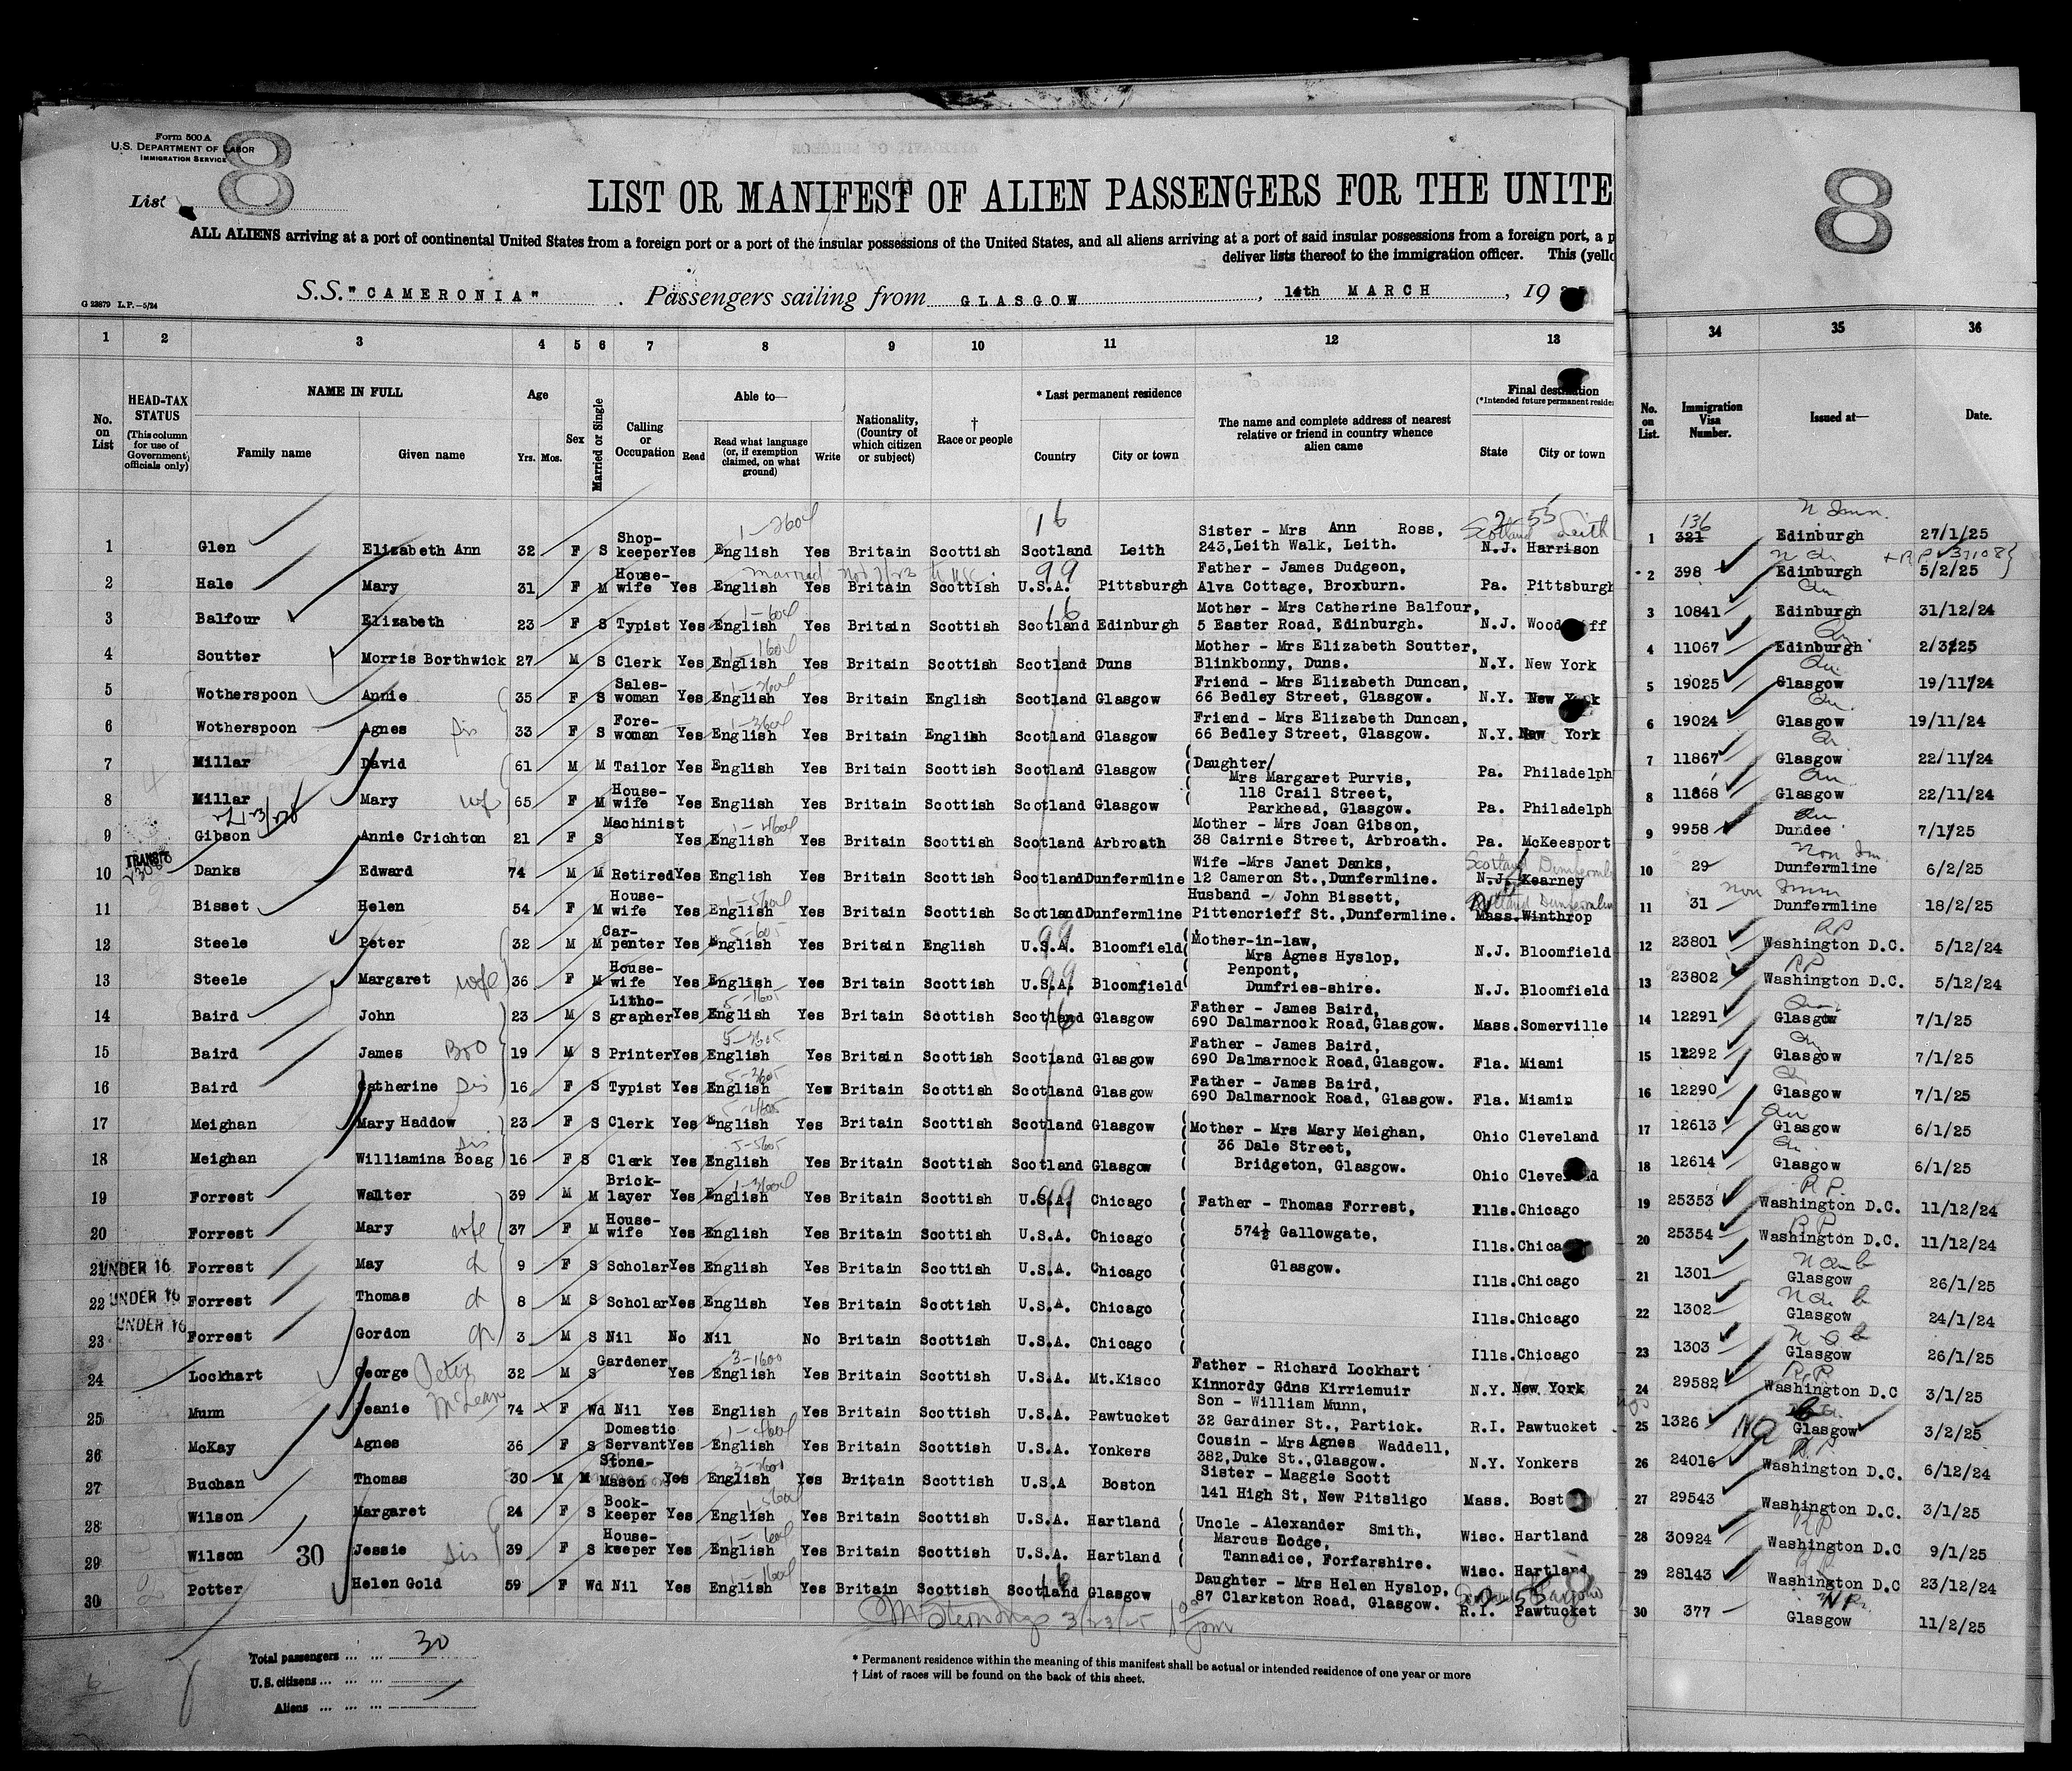 Form 500 A
U.S. DEPARTMENT OF LABOR
IMMIGRATION SERVICE
8
List
LIST OR MANIFEST OF ALIEN PASSENGERS FOR THE UNITE
ALL ALIENS arriving at a port of continental United States from a foreign port or a port of the insular possessions of the United States, and all aliens arriving at a port of said insular possessions from a foreign port, a p
deliver lists thereof to the immigration officer. This (yello
G 23879 L.P.-5/24
S.S. "CAMERONIA" . Passengers sailing from GLASGOW, 14th MARCH, 19
8
1 2 3 4 5 6 7 8 9 10 11 12 13 34 35 36
No. on List
HEAD-TAX STATUS (This column for use of Government officials only)
NAME IN FULL Family name Given name
Age Yrs. Mos.
Sex
Married or Single
Calling or Occupation
Able to— Read Read what language (or, if exemption claimed, on what ground) Write
Nationality, (Country of which citizen or subject)
† Race or people
* Last permanent residence Country City or town
The name and complete address of nearest relative or friend in country whence alien came
Final destination (*Intended future permanent reside State City or town
No. on List. Immigration Visa Number. Issued at— Date.
1 Glen Elizabeth Ann 32 F S Shop-keeper Yes English Yes Britain Scottish Scotland Leith Sister - Mrs Ann Ross, 243,Leith Walk, Leith. N.J. Harrison Scotland Leith 1 321 136 Edinburgh 27/1/25
2 Hale Mary 31 F M House-wife Yes English Yes Britain Scottish U.S.A. Pittsburgh Father - James Dudgeon, Alva Cottage, Broxburn. Pa. Pittsburgh 2 398 Edinburgh 5/2/25
3 Balfour Elizabeth 23 F S Typist Yes English Yes Britain Scottish Scotland Edinburgh Mother - Mrs Catherine Balfour, 5 Easter Road, Edinburgh. N.J. 3 10841 Edinburgh 31/12/24
4 Soutter Morris Borthwick 27 M S Clerk Yes English Yes Britain Scottish Scotland Duns Mother - Mrs Elizabeth Soutter, Blinkbonny, Duns. N.Y. New York 4 11067 Edinburgh
5 Wotherspoon Annie 35 F S Sales-woman Yes English Yes Britain English Scotland Glasgow Friend - Mrs Elizabeth Duncan, 66 Bedley Street, Glasgow. N.Y. New York 5 19025 Glasgow 19/11/24
6 Wotherspoon Agnes sis 33 F S Fore-woman Yes English Yes Britain English Scotland Glasgow Friend - Mrs Elizabeth Duncan, 66 Bedley Street, Glasgow. N.Y. New York 6 19024 Glasgow 19/11/24
7 Millar David 61 M M Tailor Yes English Yes Britain Scottish Scotland Glasgow Daughter/ Mrs Margaret Purvis, Pa. Philadelph 7 11867 Glasgow 22/11/24
8 Millar Mary wf 65 F M House-wife Yes English Yes Britain Scottish Scotland Glasgow 118 Crail Street, Parkhead, Glasgow. Pa. Philadelph 8 11868 Glasgow 22/11/24
9 Gibson Annie Crichton 21 F S Machinist Yes English Yes Britain Scottish Scotland Arbroath Mother - Mrs Joan Gibson, 38 Cairnie Street, Arbroath. Pa. McKeesport 9 9958 Dundee 7/1/25
10 TRANSIT Danks Edward 74 M M Retired Yes English Yes Britain Scottish Scotland Dunfermline Wife -Mrs Janet Danks, 12 Cameron St.,Dunfermline. N.J. Kearney 10 29 Dunfermline 6/2/25
11 Bisset Helen 54 F M House-wife Yes English Yes Britain Scottish Scotland Dunfermline Husband - John Bissett, Pittencrieff St.,Dunfermline. Mass. Winthrop 11 31 Dunfermline 18/2/25
12 Steele Peter 32 M M Car-penter Yes English Yes Britain English U.S.A. Bloomfield Mother-in-law, Mrs Agnes Hyslop, N.J. Bloomfield 12 23801 RP Washington D.C. 5/12/24
13 Steele Margaret wife 36 F M House-wife Yes English Yes Britain Scottish U.S.A. Bloomfield Penpont, Dumfries-shire. N.J. Bloomfield 13 23802 RP Washington D.C. 5/12/24
14 Baird John 23 M S Litho-grapher Yes English Yes Britain Scottish Scotland Glasgow Father - James Baird, 690 Dalmarnock Road,Glasgow. Mass. Somerville 14 12291 Glasgow 7/1/25
15 Baird James Bro 19 M S Printer Yes English Yes Britain Scottish Scotland Glasgow Father - James Baird, 690 Dalmarnock Road,Glasgow. Fla. Miami 15 12292 Glasgow 7/1/25
16 Baird Catherine sis 16 F S Typist Yes English Yes Britain Scottish Scotland Glasgow Father - James Baird, 690 Dalmarnock Road, Glasgow. Fla. Miamin 16 12290 Glasgow 7/1/25
17 Meighan Mary Haddow 23 F S Clerk Yes English Yes Britain Scottish Scotland Glasgow Mother - Mrs Mary Meighan, Ohio Cleveland 17 12613 Glasgow 6/1/25
18 Meighan Williamina Boag sis 16 F S Clerk Yes English Yes Britain Scottish Scotland Glasgow 36 Dale Street, Bridgeton, Glasgow. Ohio Cleveland 18 12614 Glasgow 6/1/25
19 Forrest Walter 39 M M Brick-layer Yes English Yes Britain Scottish U.S.A. Chicago Father - Thomas Forrest, Ills. Chicago 19 25353 RP Washington D.C. 11/12/24
20 Forrest Mary wfe 37 F M House-wife Yes English Yes Britain Scottish U.S.A. Chicago 574½ Gallowgate, Ills. Chicago 20 25354 RP Washington D.C. 11/12/24
21 UNDER 16 Forrest May 9 F S Scholar Yes English Yes Britain Scottish U.S.A. Chicago Glasgow. Ills. Chicago 21 1301 Glasgow 26/1/25
22 UNDER 16 Forrest Thomas 8 M S Scholar Yes English Yes Britain Scottish U.S.A. Chicago Ills. Chicago 22 1302 Glasgow 24/1/24
23 UNDER 16 Forrest Gordon 3 M S Nil No Nil No Britain Scottish U.S.A. Chicago Ills. Chicago 23 1303 Glasgow 26/1/25
24 Lockhart George Peter McLean 32 M S Gardener Yes English Yes Britain Scottish U.S.A. Mt.Kisco Father - Richard Lockhart Kinnordy Gdns Kirriemuir N.Y. New York 24 29582 RP Washington D.C 3/1/25
25 Munn Jeanie 74 F Wd Nil Yes English Yes Britain Scottish U.S.A. Pawtucket Son - William Munn, 32 Gardiner St., Partick. R.I. Pawtucket 25 1326 NQ Glasgow 3/2/25
26 McKay Agnes 36 F S Domestic Servant Yes English Yes Britain Scottish U.S.A. Yonkers Cousin - Mrs Agnes Waddell, 382,Duke St.,Glasgow. N.Y. Yonkers 26 24016 Washington D.C. 6/12/24
27 Buchan Thomas 30 M M Stone-Mason Yes English Yes Britain Scottish U.S.A Boston Sister - Maggie Scott 141 High St, New Pitsligo Mass. Bost 27 29543 Washington D.C. 3/1/25
28 Wilson Margaret 24 F S Book-keeper Yes English Yes Britain Scottish U.S.A. Hartland Uncle - Alexander Smith, Wisc. Hartland 28 30924 RP Washington D.C 9/1/25
29 Wilson 30 Jessie sis 39 F S House-keeper Yes English Yes Britain Scottish U.S.A. Hartland Marcus Lodge, Tannadice, Forfarshire. Wisc. Hartland 29 28143 Washington D.C 23/12/24
30 Potter Helen Gold 59 F Wd Nil Yes English Yes Britain Scottish Scotland Glasgow Daughter - Mrs Helen Hyslop, 87 Clarkston Road, Glasgow. R.I. Pawtucket 30 377 Glasgow 11/2/25
3/23/25
Total passengers ... ... 30
U.S. citizens ... ... ...
Aliens ... ... ...
* Permanent residence within the meaning of this manifest shall be actual or intended residence of one year or more
† List of races will be found on the back of this sheet.